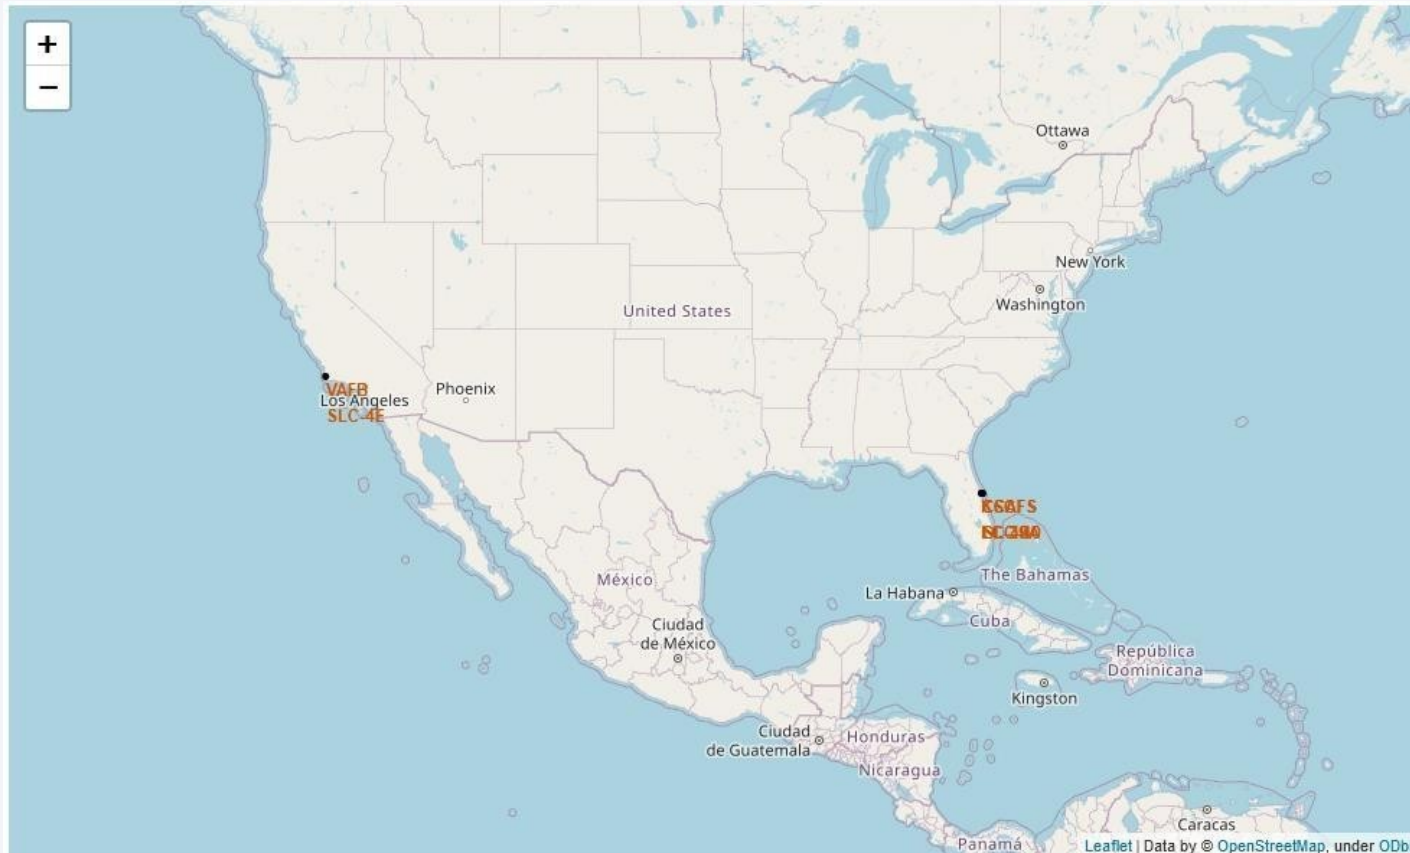 +
−
Ottawa
New York
Washington
United States
VAFB
Los Angeles
SLC-4E
Phoenix
México
Ciudad
de México
The Bahamas
La Habana
Cuba
República
Dominicana
Kingston
Ciudad
de Guatemala
Honduras
Nicaragua
Caracas
Panamá
Leaflet | Data by © OpenStreetMap, under ODb